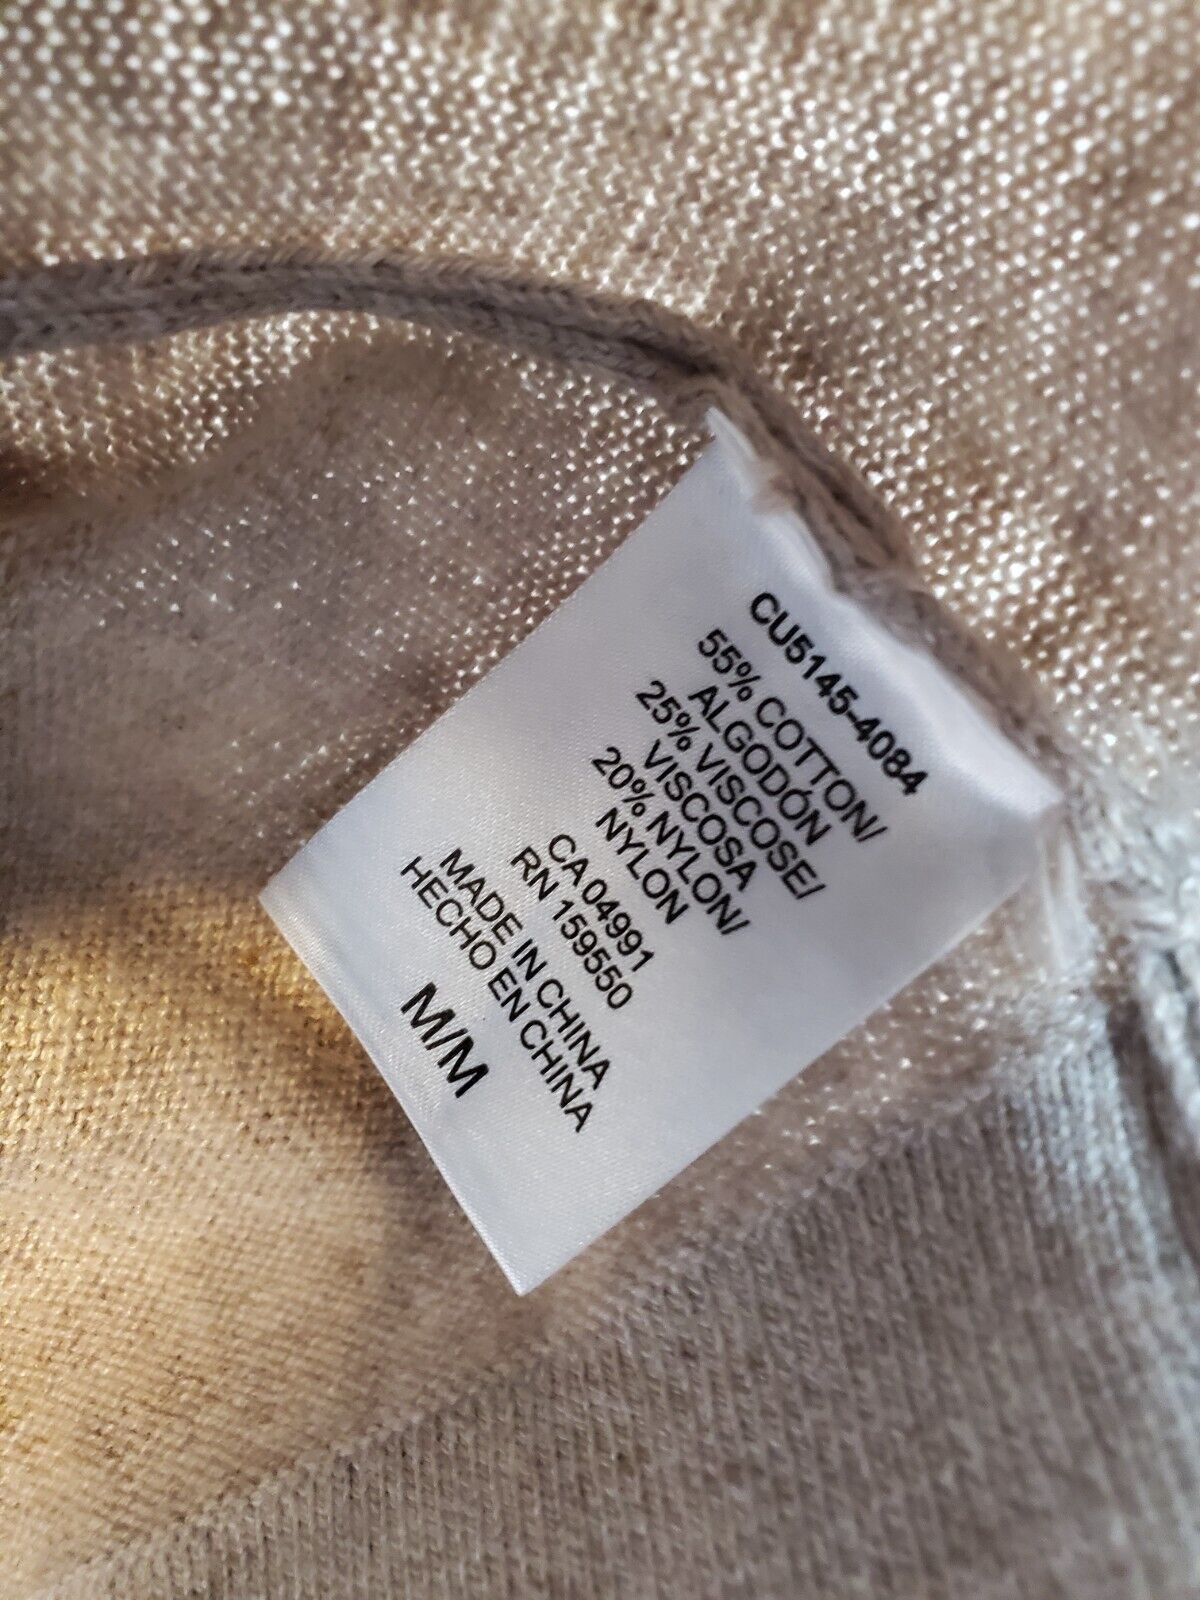 CU5145-4084
55% COTTON/
ALGODÓN
25% VISCOSE/
VISCOSA
20% NYLON/
NYLON
CA 04991
RN 159550
MADE IN CHINA
HECHO EN CHINA
M/M